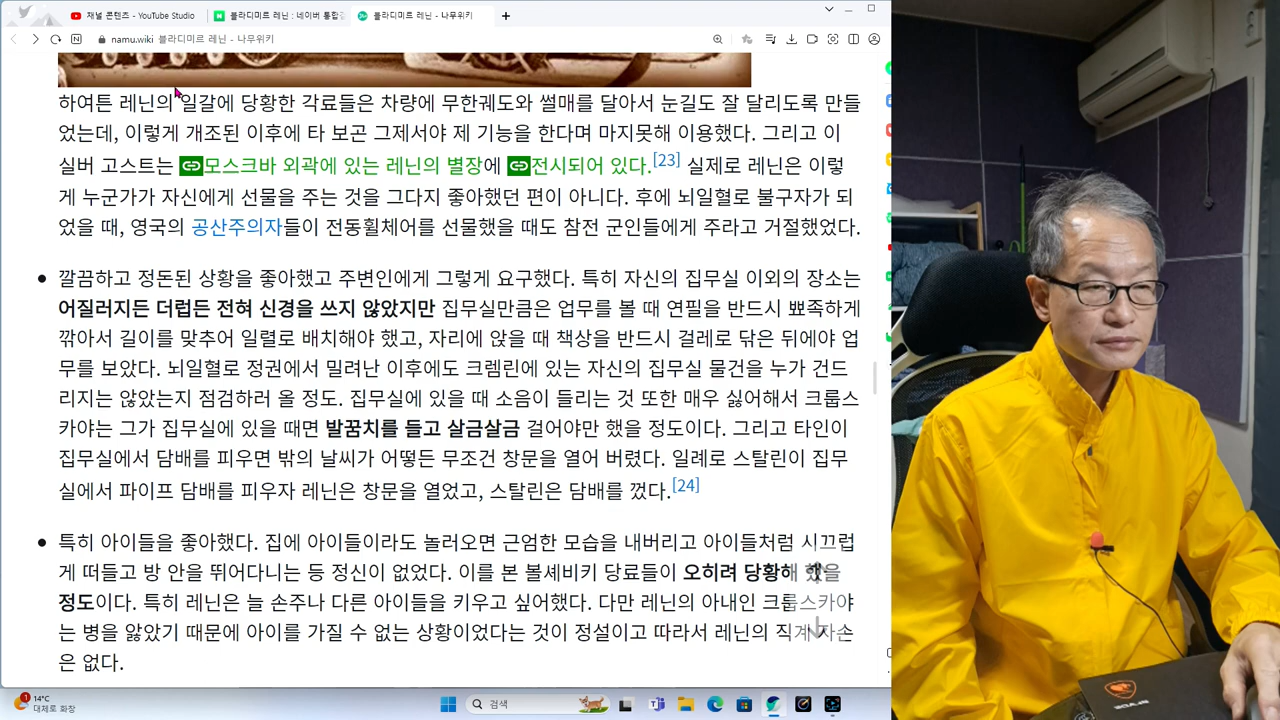 채널 콘텐츠 - YouTube Studio
블라디미르 레닌 : 네이버 통합검
블라디미르 레닌 - 나무위키
namu.wiki 블라디미르 레닌 - 나무위키
하여튼 레닌의 일갈에 당황한 각료들은 차량에 무한궤도와 썰매를 달아서 눈길도 잘 달리도록 만들
었는데, 이렇게 개조된 이후에 타 보곤 그제서야 제 기능을 한다며 마지못해 이용했다. 그리고 이
실버 고스트는 모스크바 외곽에 있는 레닌의 별장에 전시되어 있다.[23] 실제로 레닌은 이렇
게 누군가가 자신에게 선물을 주는 것을 그다지 좋아했던 편이 아니다. 후에 뇌일혈로 불구자가 되
었을 때, 영국의 공산주의자들이 전동휠체어를 선물했을 때도 참전 군인들에게 주라고 거절했었다.
깔끔하고 정돈된 상황을 좋아했고 주변인에게 그렇게 요구했다. 특히 자신의 집무실 이외의 장소는
어질러지든 더럽든 전혀 신경을 쓰지 않았지만 집무실만큼은 업무를 볼 때 연필을 반드시 뾰족하게
깎아서 길이를 맞추어 일렬로 배치해야 했고, 자리에 앉을 때 책상을 반드시 걸레로 닦은 뒤에야 업
무를 보았다. 뇌일혈로 정권에서 밀려난 이후에도 크렘린에 있는 자신의 집무실 물건을 누가 건드
리지는 않았는지 점검하러 올 정도. 집무실에 있을 때 소음이 들리는 것 또한 매우 싫어해서 크룹스
카야는 그가 집무실에 있을 때면 발꿈치를 들고 살금살금 걸어야만 했을 정도이다. 그리고 타인이
집무실에서 담배를 피우면 밖의 날씨가 어떻든 무조건 창문을 열어 버렸다. 일례로 스탈린이 집무
실에서 파이프 담배를 피우자 레닌은 창문을 열었고, 스탈린은 담배를 껐다.[24]
특히 아이들을 좋아했다. 집에 아이들이라도 놀러오면 근엄한 모습을 내버리고 아이들처럼 시끄럽
게 떠들고 방 안을 뛰어다니는 등 정신이 없었다. 이를 본 볼셰비키 당료들이 오히려 당황해 했을
정도이다. 특히 레닌은 늘 손주나 다른 아이들을 키우고 싶어했다. 다만 레닌의 아내인 크룹스카야
는 병을 앓았기 때문에 아이를 가질 수 없는 상황이었다는 것이 정설이고 따라서 레닌의 직계 자손
은 없다.
1
14°C
대체로 화창
검색